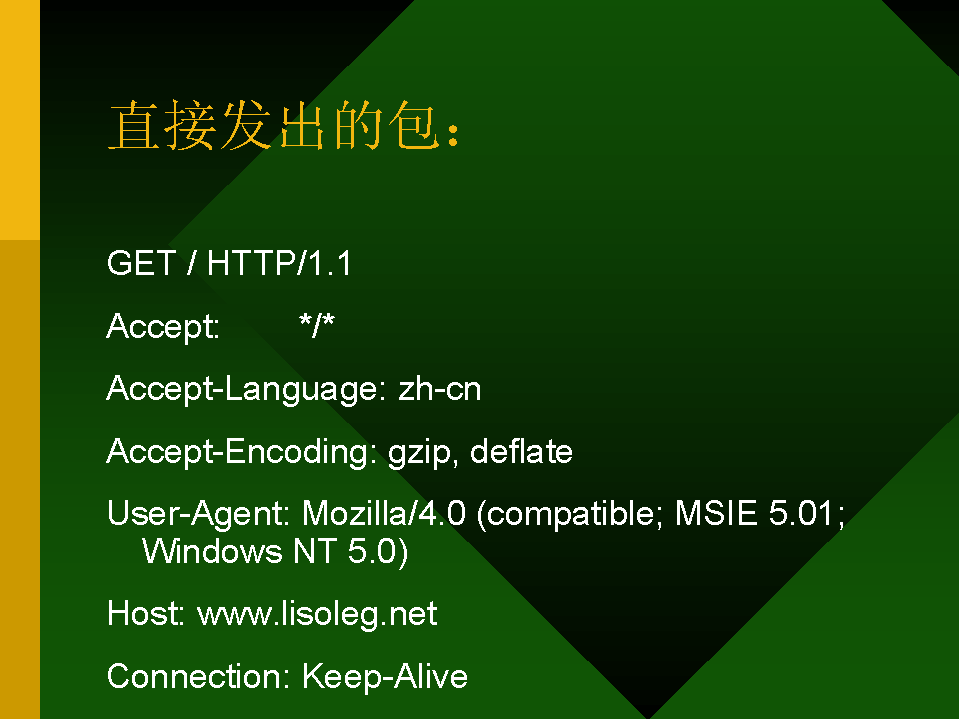 直接发出的包：
GET / HTTP/1.1
Accept: */*
Accept-Language: zh-cn
Accept-Encoding: gzip, deflate
User-Agent: Mozilla/4.0 (compatible; MSIE 5.01;
Windows NT 5.0)
Host: www.lisoleg.net
Connection: Keep-Alive